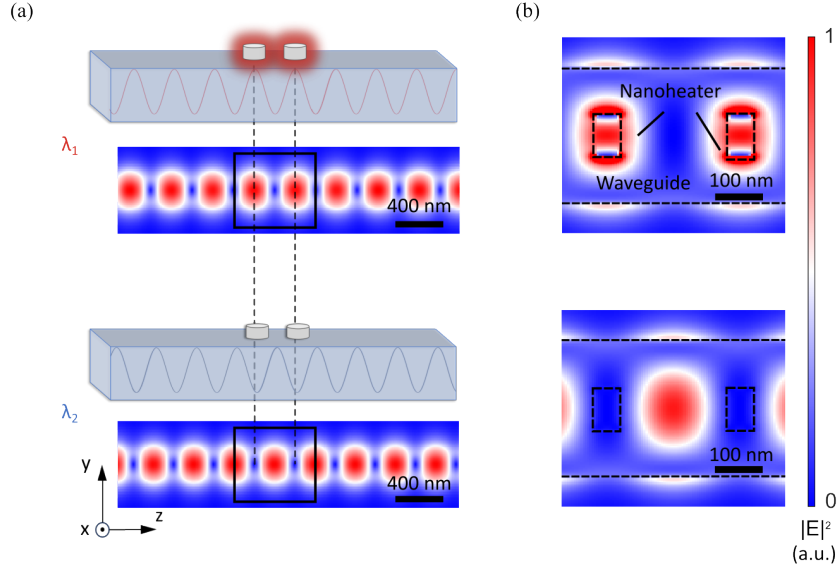 (a)
λ₁
400 nm
λ₂
400 nm
y
x
z
(b)
Nanoheater
Waveguide
100 nm
100 nm
1
0
|E|²
(a.u.)